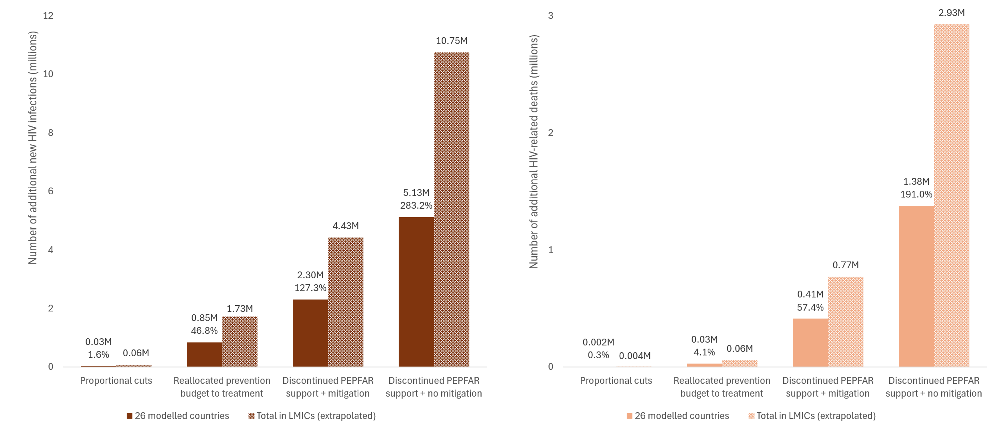 Number of additional new HIV infections (millions)
12
10
8
6
4
2
0
0.03M
1.6%
0.06M
0.85M
46.8%
1.73M
2.30M
127.3%
4.43M
5.13M
283.2%
10.75M
Proportional cuts
Reallocated prevention
budget to treatment
Discontinued PEPFAR
support + mitigation
Discontinued PEPFAR
support + no mitigation
26 modelled countries
Total in LMICs (extrapolated)
Number of additional HIV-related deaths (millions)
3
2
1
0
0.002M
0.3%
0.004M
0.03M
4.1%
0.06M
0.41M
57.4%
0.77M
1.38M
191.0%
2.93M
Proportional cuts
Reallocated prevention
budget to treatment
Discontinued PEPFAR
support + mitigation
Discontinued PEPFAR
support + no mitigation
26 modelled countries
Total in LMICs (extrapolated)